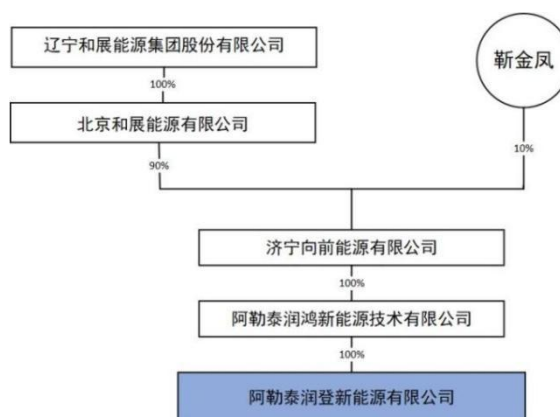 辽宁和展能源集团股份有限公司
靳金凤
100%
北京和展能源有限公司
90%
10%
济宁向前能源有限公司
100%
阿勒泰润鸿新能源技术有限公司
100%
阿勒泰润登新能源有限公司